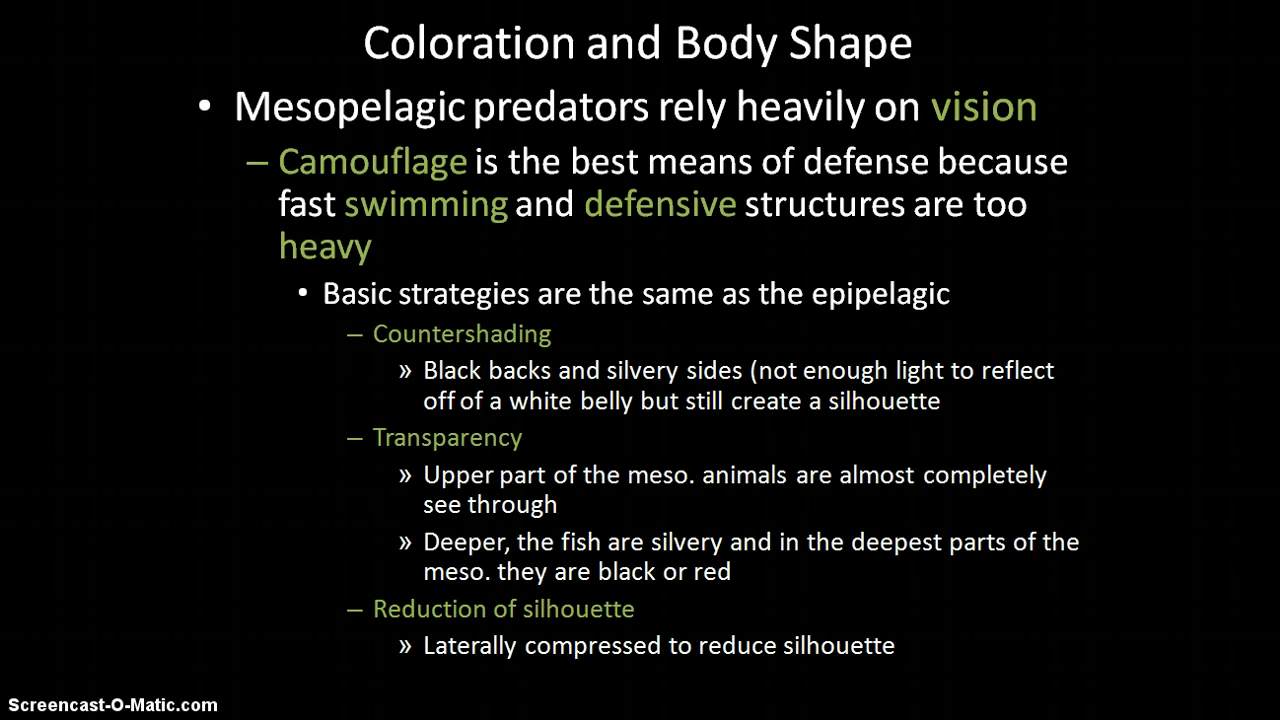 Coloration and Body Shape
• Mesopelagic predators rely heavily on vision
– Camouflage is the best means of defense because
fast swimming and defensive structures are too
heavy
• Basic strategies are the same as the epipelagic
– Countershading
» Black backs and silvery sides (not enough light to reflect
off of a white belly but still create a silhouette
– Transparency
» Upper part of the meso. animals are almost completely
see through
» Deeper, the fish are silvery and in the deepest parts of the
meso. they are black or red
– Reduction of silhouette
» Laterally compressed to reduce silhouette
Screencast-O-Matic.com